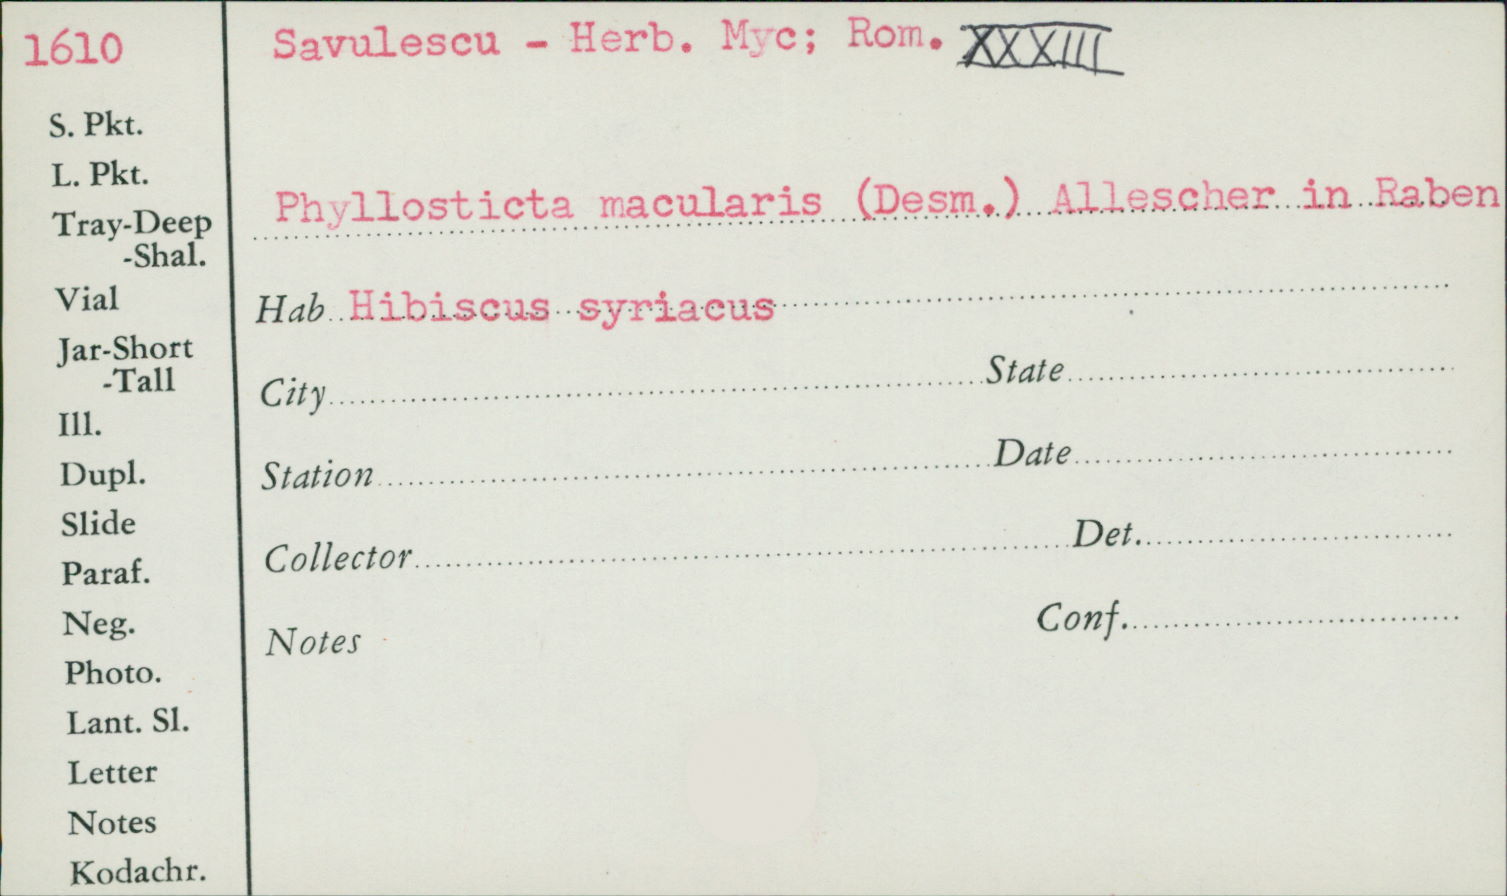 1610
Savulescu - Herb. Myc; Rom. XXXIII
S. Pkt.
L. Pkt.
Tray-Deep
-Shal.
Vial
Jar-Short
-Tall
Ill.
Dupl.
Slide
Paraf.
Neg.
Photo.
Lant. Sl.
Letter
Notes
Kodachr.
Phyllosticta macularis (Desm.) Allescher in Raben
Hab Hibiscus syriacus
City State
Station Date
Collector Det.
Notes Conf.